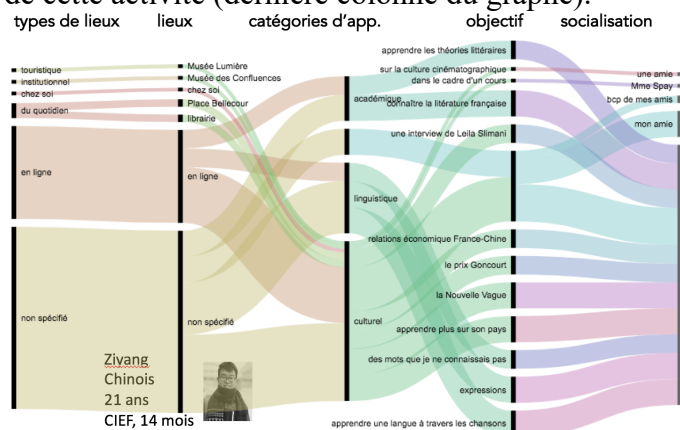 de cette activité (dernière colonne du graphe).
types de lieux lieux catégories d'app. objectif socialisation
touristique
institutionnel
chez soi
du quotidien
en ligne
non spécifié
Musée Lumière
Musée des Confluences
chez soi
Place Bellecour
librairie
en ligne
non spécifié
académique
linguistique
culturel
apprendre les théories littéraires
sur la culture cinématographique
dans le cadre d'un cours
connaître la litérature française
une interview de Leila Slimani
relations économique France-Chine
le prix Goncourt
la Nouvelle Vague
apprendre plus sur son pays
des mots que je ne connaissais pas
expressions
apprendre une langue à travers les chansons
une amie
Mme Spay
bcp de mes amis
mon amie
Ziyang
Chinois
21 ans
CIEF, 14 mois